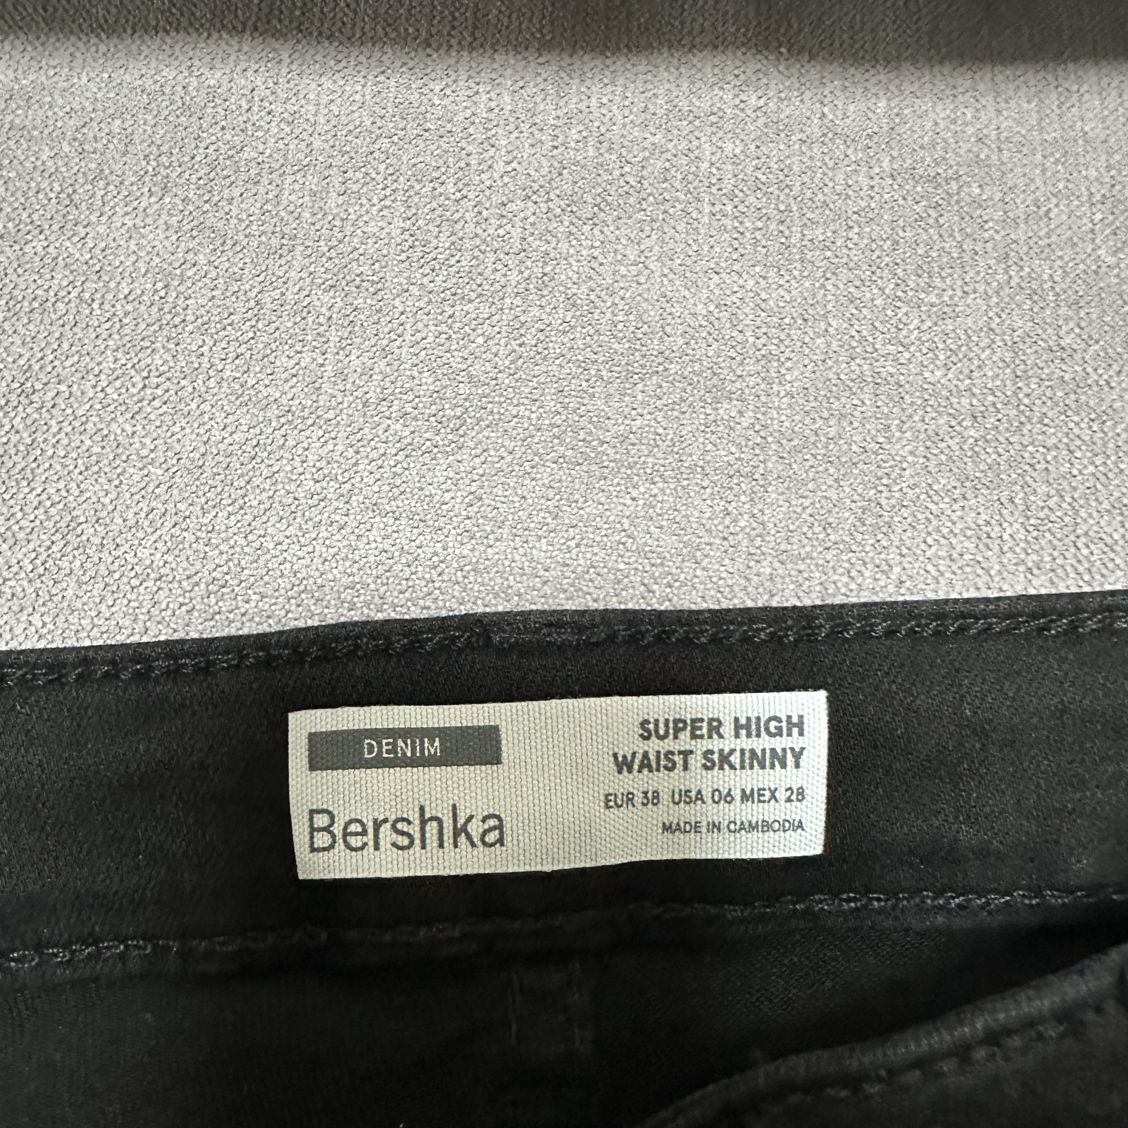 DENIM
Bershka
SUPER HIGH
WAIST SKINNY
EUR 38 USA 06 MEX 28
MADE IN CAMBODIA